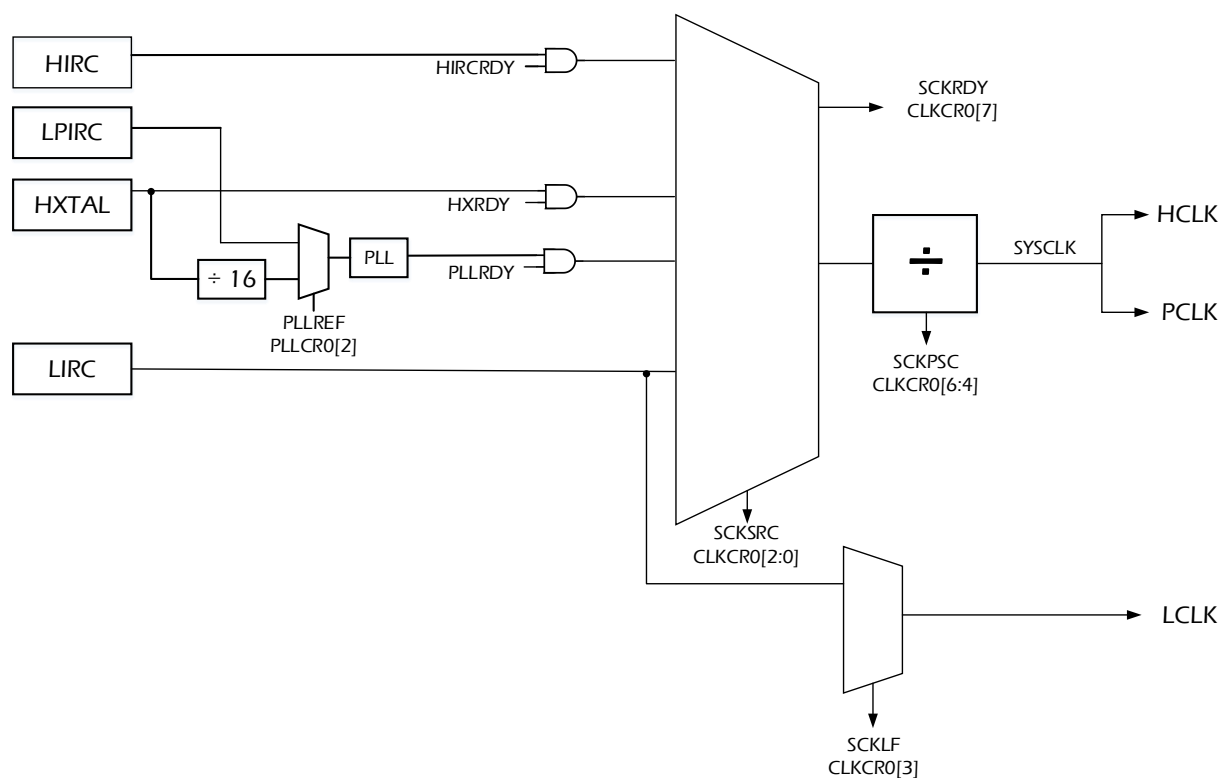 HIRC
HIRCRDY
SCKRDY
CLKCR0[7]
LPIRC
HXTAL
HXRDY
HCLK
÷ 16
PLL
PLLRDY
÷
SYSCLK
PLLREF
PLLCR0[2]
PCLK
LIRC
SCKPSC
CLKCR0[6:4]
SCKSRC
CLKCR0[2:0]
LCLK
SCKLF
CLKCR0[3]